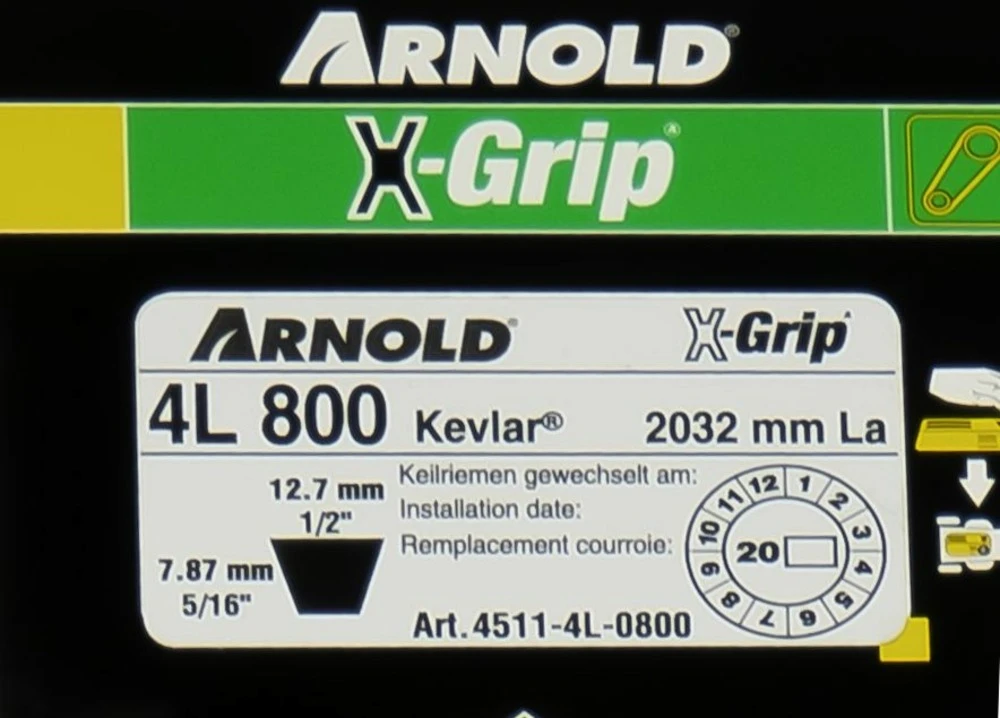 ARNOLD®
X-Grip®
ARNOLD® X-Grip
4L 800 Kevlar® 2032 mm La
12.7 mm
1/2"
7.87 mm
5/16"
Keilriemen gewechselt am:
Installation date:
Remplacement courroie:
Art. 4511-4L-0800
1 2 3 4 5 6 7 8 9 10 11 12
20